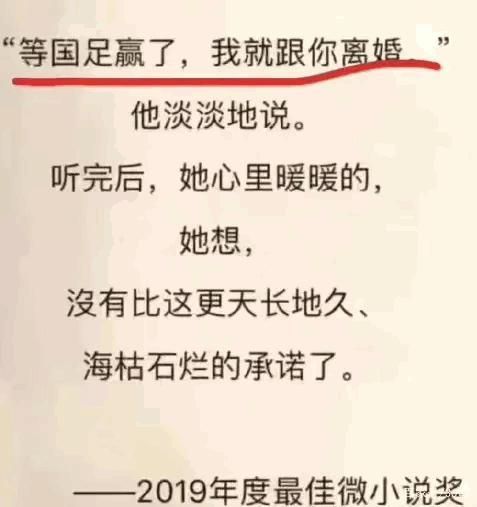 “等国足赢了，我就跟你离婚。”
他淡淡地说。
听完后，她心里暖暖的，
她想，
沒有比这更天长地久、
海枯石烂的承诺了。
——2019年度最佳微小说奖